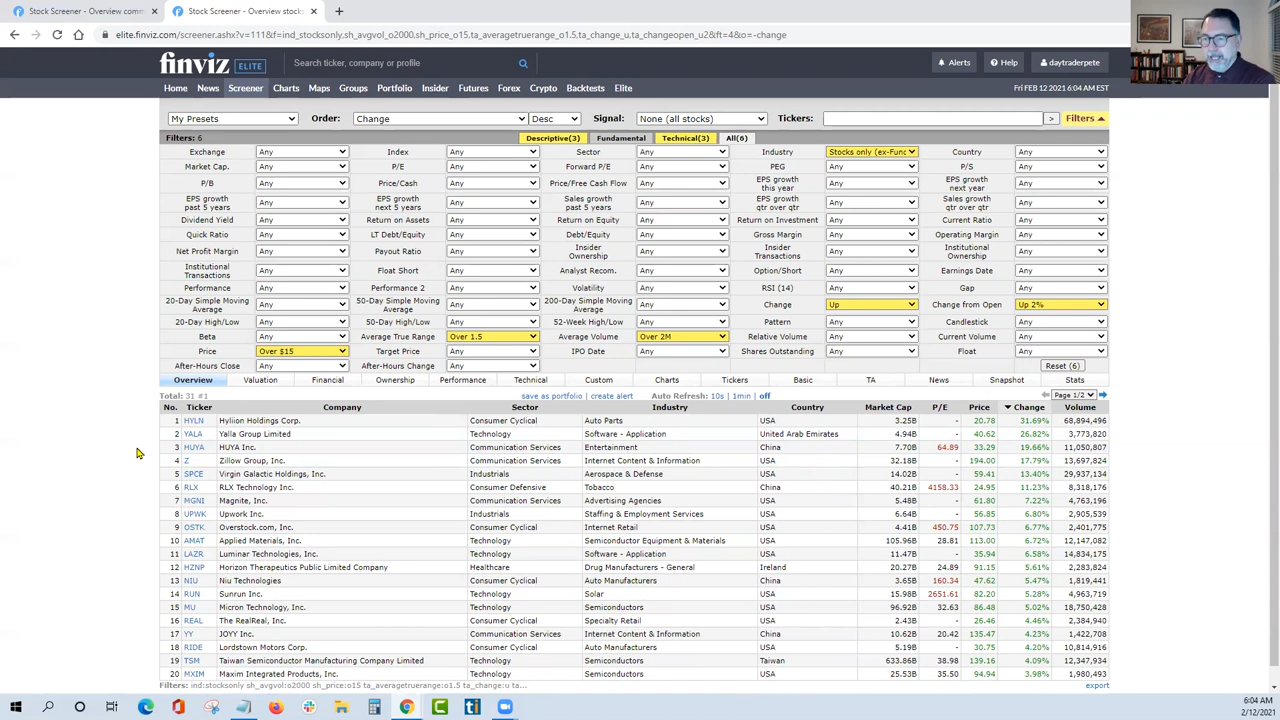 Stock Screener - Overview comm
Stock Screener - Overview stocks
elite.finviz.com/screener.ashx?v=111&f=ind_stocksonly,sh_avgvol_o2000,sh_price_o15,ta_averagetruerange_o1.5,ta_change_u,ta_changeopen_u2&ft=4&o=-change
finviz ELITE Search ticker, company or profile Alerts Help daytraderpete
Home News Screener Charts Maps Groups Portfolio Insider Futures Forex Crypto Backtests Elite FRI FEB 12 2021 6:04 AM EST
My Presets Order: Change Desc Signal: None (all stocks) Tickers: > Filters
Filters: 6 Descriptive(3) Fundamental Technical(3) All(6)
Exchange Any Index Any Sector Any Industry Stocks only (ex-Func Country Any
Market Cap. Any P/E Any Forward P/E Any PEG Any P/S Any
P/B Any Price/Cash Any Price/Free Cash Flow Any EPS growth this year Any EPS growth next year Any
EPS growth past 5 years Any EPS growth next 5 years Any Sales growth past 5 years Any EPS growth qtr over qtr Any Sales growth qtr over qtr Any
Dividend Yield Any Return on Assets Any Return on Equity Any Return on Investment Any Current Ratio Any
Quick Ratio Any LT Debt/Equity Any Debt/Equity Any Gross Margin Any Operating Margin Any
Net Profit Margin Any Payout Ratio Any Insider Ownership Any Insider Transactions Any Institutional Ownership Any
Institutional Transactions Any Float Short Any Analyst Recom. Any Option/Short Any Earnings Date Any
Performance Any Performance 2 Any Volatility Any RSI (14) Any Gap Any
20-Day Simple Moving Average Any 50-Day Simple Moving Average Any 200-Day Simple Moving Average Any Change Up Change from Open Up 2%
20-Day High/Low Any 50-Day High/Low Any 52-Week High/Low Any Pattern Any Candlestick Any
Beta Any Average True Range Over 1.5 Average Volume Over 2M Relative Volume Any Current Volume Any
Price Over $15 Target Price Any IPO Date Any Shares Outstanding Any Float Any
After-Hours Close Any After-Hours Change Any Reset (6)
Overview Valuation Financial Ownership Performance Technical Custom Charts Tickers Basic TA News Snapshot Stats
Total: 31 #1 save as portfolio | create alert Auto Refresh: 10s | 1min | off Page 1/2
No. Ticker Company Sector Industry Country Market Cap P/E Price Change Volume
1 HYLN Hyliion Holdings Corp. Consumer Cyclical Auto Parts USA 3.25B - 20.78 31.69% 68,894,496
2 YALA Yalla Group Limited Technology Software - Application United Arab Emirates 4.94B - 40.62 26.82% 3,773,820
3 HUYA HUYA Inc. Communication Services Entertainment China 7.70B 64.89 33.29 19.66% 11,050,807
4 Z Zillow Group, Inc. Communication Services Internet Content & Information USA 32.18B - 194.00 17.79% 13,697,824
5 SPCE Virgin Galactic Holdings, Inc. Industrials Aerospace & Defense USA 14.02B - 59.41 13.40% 29,937,134
6 RLX RLX Technology Inc. Consumer Defensive Tobacco China 40.21B 4158.33 24.95 11.23% 8,318,176
7 MGNI Magnite, Inc. Communication Services Advertising Agencies USA 5.48B - 61.80 7.22% 4,763,196
8 UPWK Upwork Inc. Industrials Staffing & Employment Services USA 6.64B - 56.85 6.80% 2,905,539
9 OSTK Overstock.com, Inc. Consumer Cyclical Internet Retail USA 4.41B 450.75 107.73 6.77% 2,401,775
10 AMAT Applied Materials, Inc. Technology Semiconductor Equipment & Materials USA 105.96B 28.81 113.00 6.72% 12,147,082
11 LAZR Luminar Technologies, Inc. Technology Software - Application USA 11.47B - 35.94 6.58% 14,834,175
12 HZNP Horizon Therapeutics Public Limited Company Healthcare Drug Manufacturers - General Ireland 20.27B 24.89 91.15 5.61% 2,283,824
13 NIU Niu Technologies Consumer Cyclical Auto Manufacturers China 3.65B 160.34 47.62 5.47% 1,819,441
14 RUN Sunrun Inc. Technology Solar USA 15.98B 2651.61 82.20 5.28% 4,963,719
15 MU Micron Technology, Inc. Technology Semiconductors USA 96.92B 32.63 86.48 5.02% 18,750,428
16 REAL The RealReal, Inc. Consumer Cyclical Specialty Retail USA 2.34B - 26.26 4.46% 2,384,940
17 YY JOYY Inc. Communication Services Internet Content & Information China 10.62B 20.42 135.47 4.23% 1,422,708
18 RIDE Lordstown Motors Corp. Consumer Cyclical Auto Manufacturers USA 5.19B - 30.75 4.20% 10,814,916
19 TSM Taiwan Semiconductor Manufacturing Company Limited Technology Semiconductors Taiwan 633.86B 38.98 139.16 4.09% 12,347,934
20 MXIM Maxim Integrated Products, Inc. Technology Semiconductors USA 25.53B 35.50 94.94 3.98% 1,980,493
Filters: ind:stocksonly sh_avgvol:o2000 sh_price:o15 ta_averagetruerange:o1.5 ta_change:u ta... export
6:04 AM
2/12/2021